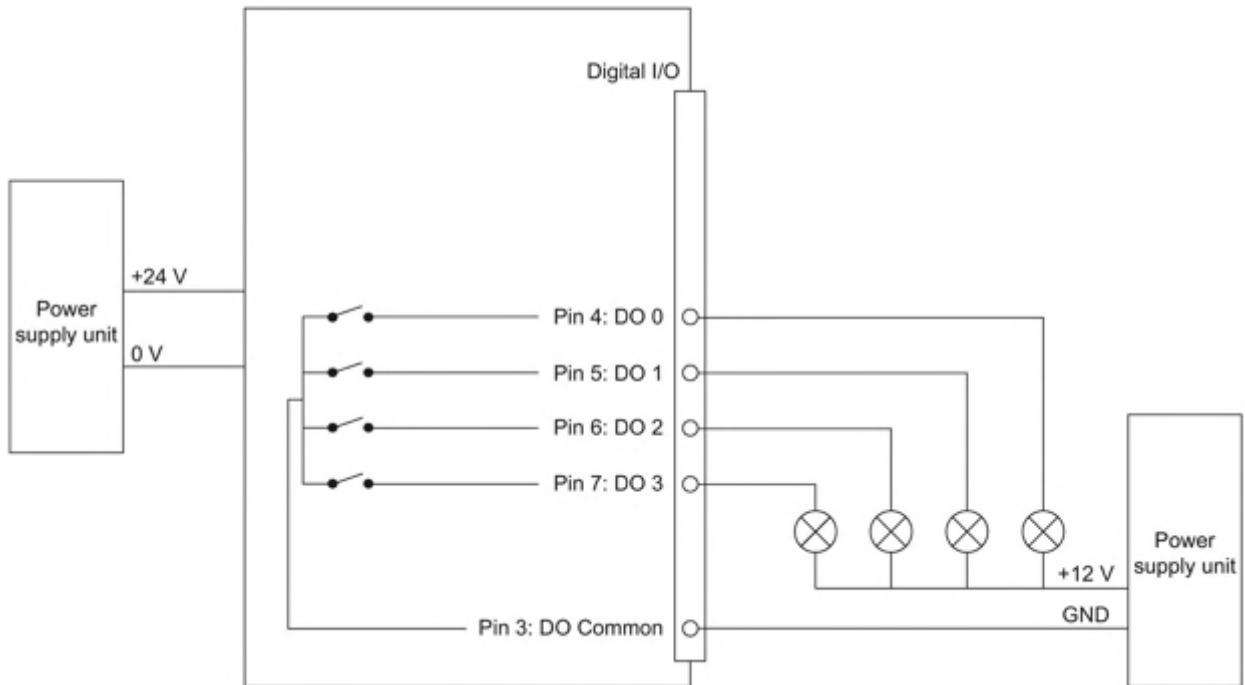 Digital I/O
+24 V
Power
supply unit
0 V
Pin 4: DO 0
Pin 5: DO 1
Pin 6: DO 2
Pin 7: DO 3
Power
supply unit
+12 V
GND
Pin 3: DO Common